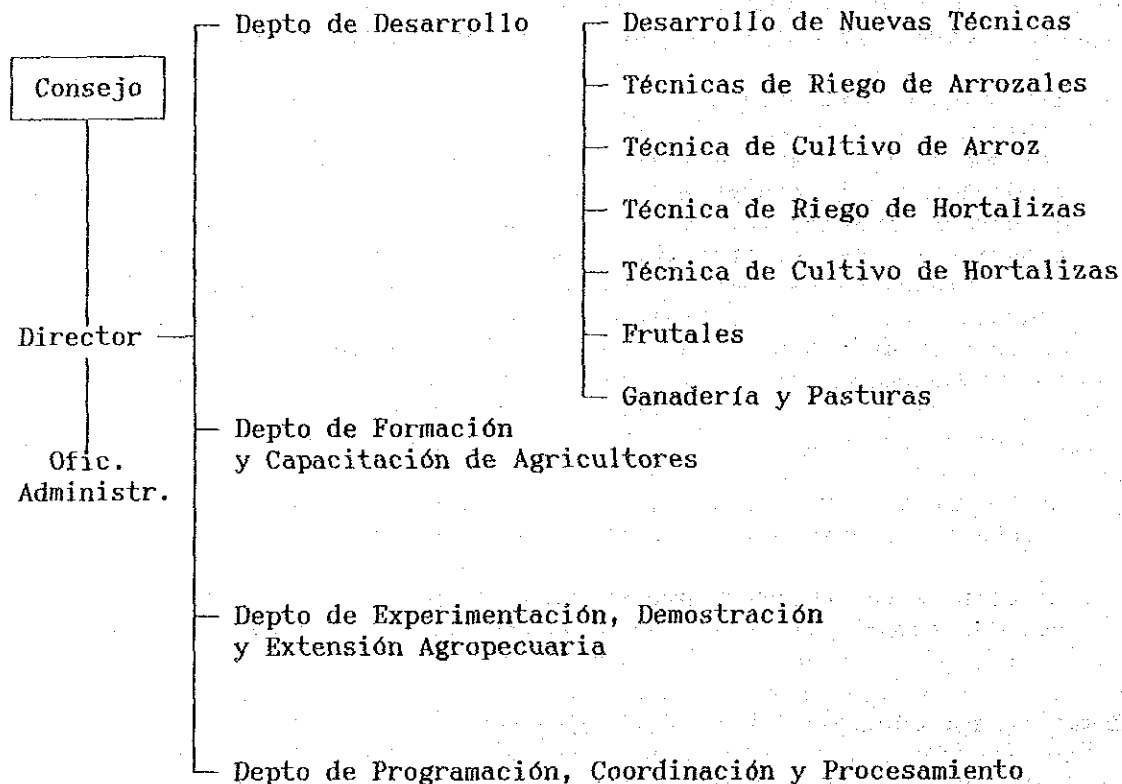 Depto de Desarrollo
Desarrollo de Nuevas Técnicas
Consejo
Técnicas de Riego de Arrozales
Técnica de Cultivo de Arroz
Técnica de Riego de Hortalizas
Técnica de Cultivo de Hortalizas
Director
Frutales
Ganadería y Pasturas
Depto de Formación
y Capacitación de Agricultores
Ofic.
Administr.
Depto de Experimentación, Demostración
y Extensión Agropecuaria
Depto de Programación, Coordinación y Procesamiento